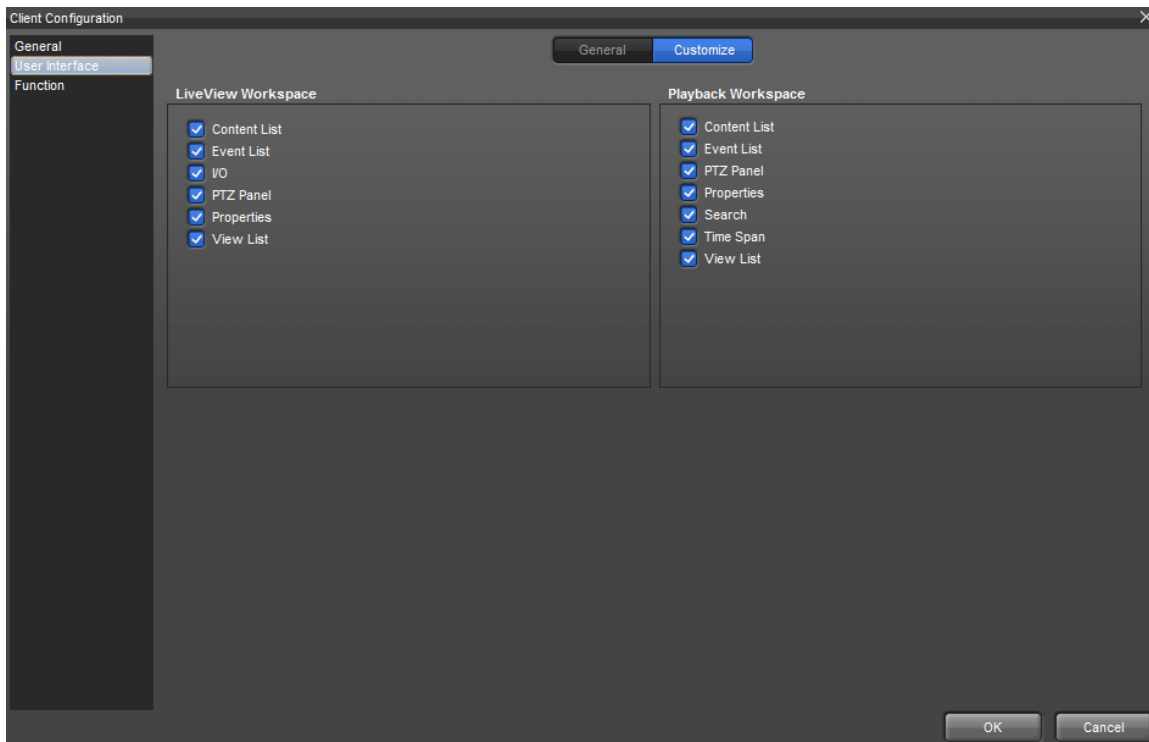 Client Configuration
General
User Interface
Function
General Customize
LiveView Workspace
Content List
Event List
I/O
PTZ Panel
Properties
View List
Playback Workspace
Content List
Event List
PTZ Panel
Properties
Search
Time Span
View List
OK Cancel